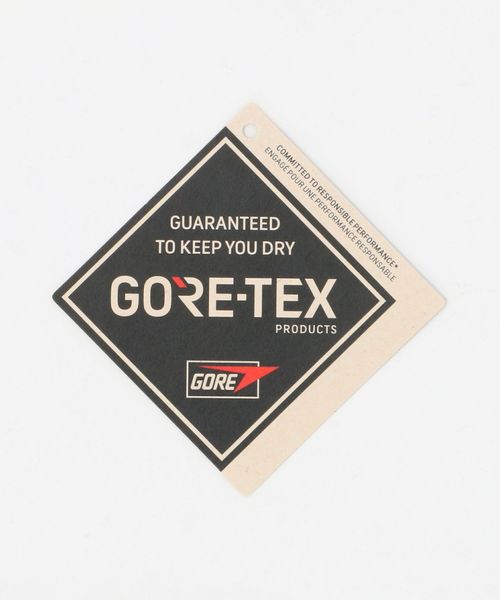 COMMITTED TO RESPONSIBLE PERFORMANCE*
ENGAGÉ POUR UNE PERFORMANCE RESPONSABLE
GUARANTEED
TO KEEP YOU DRY
GORE-TEX
PRODUCTS
GORE